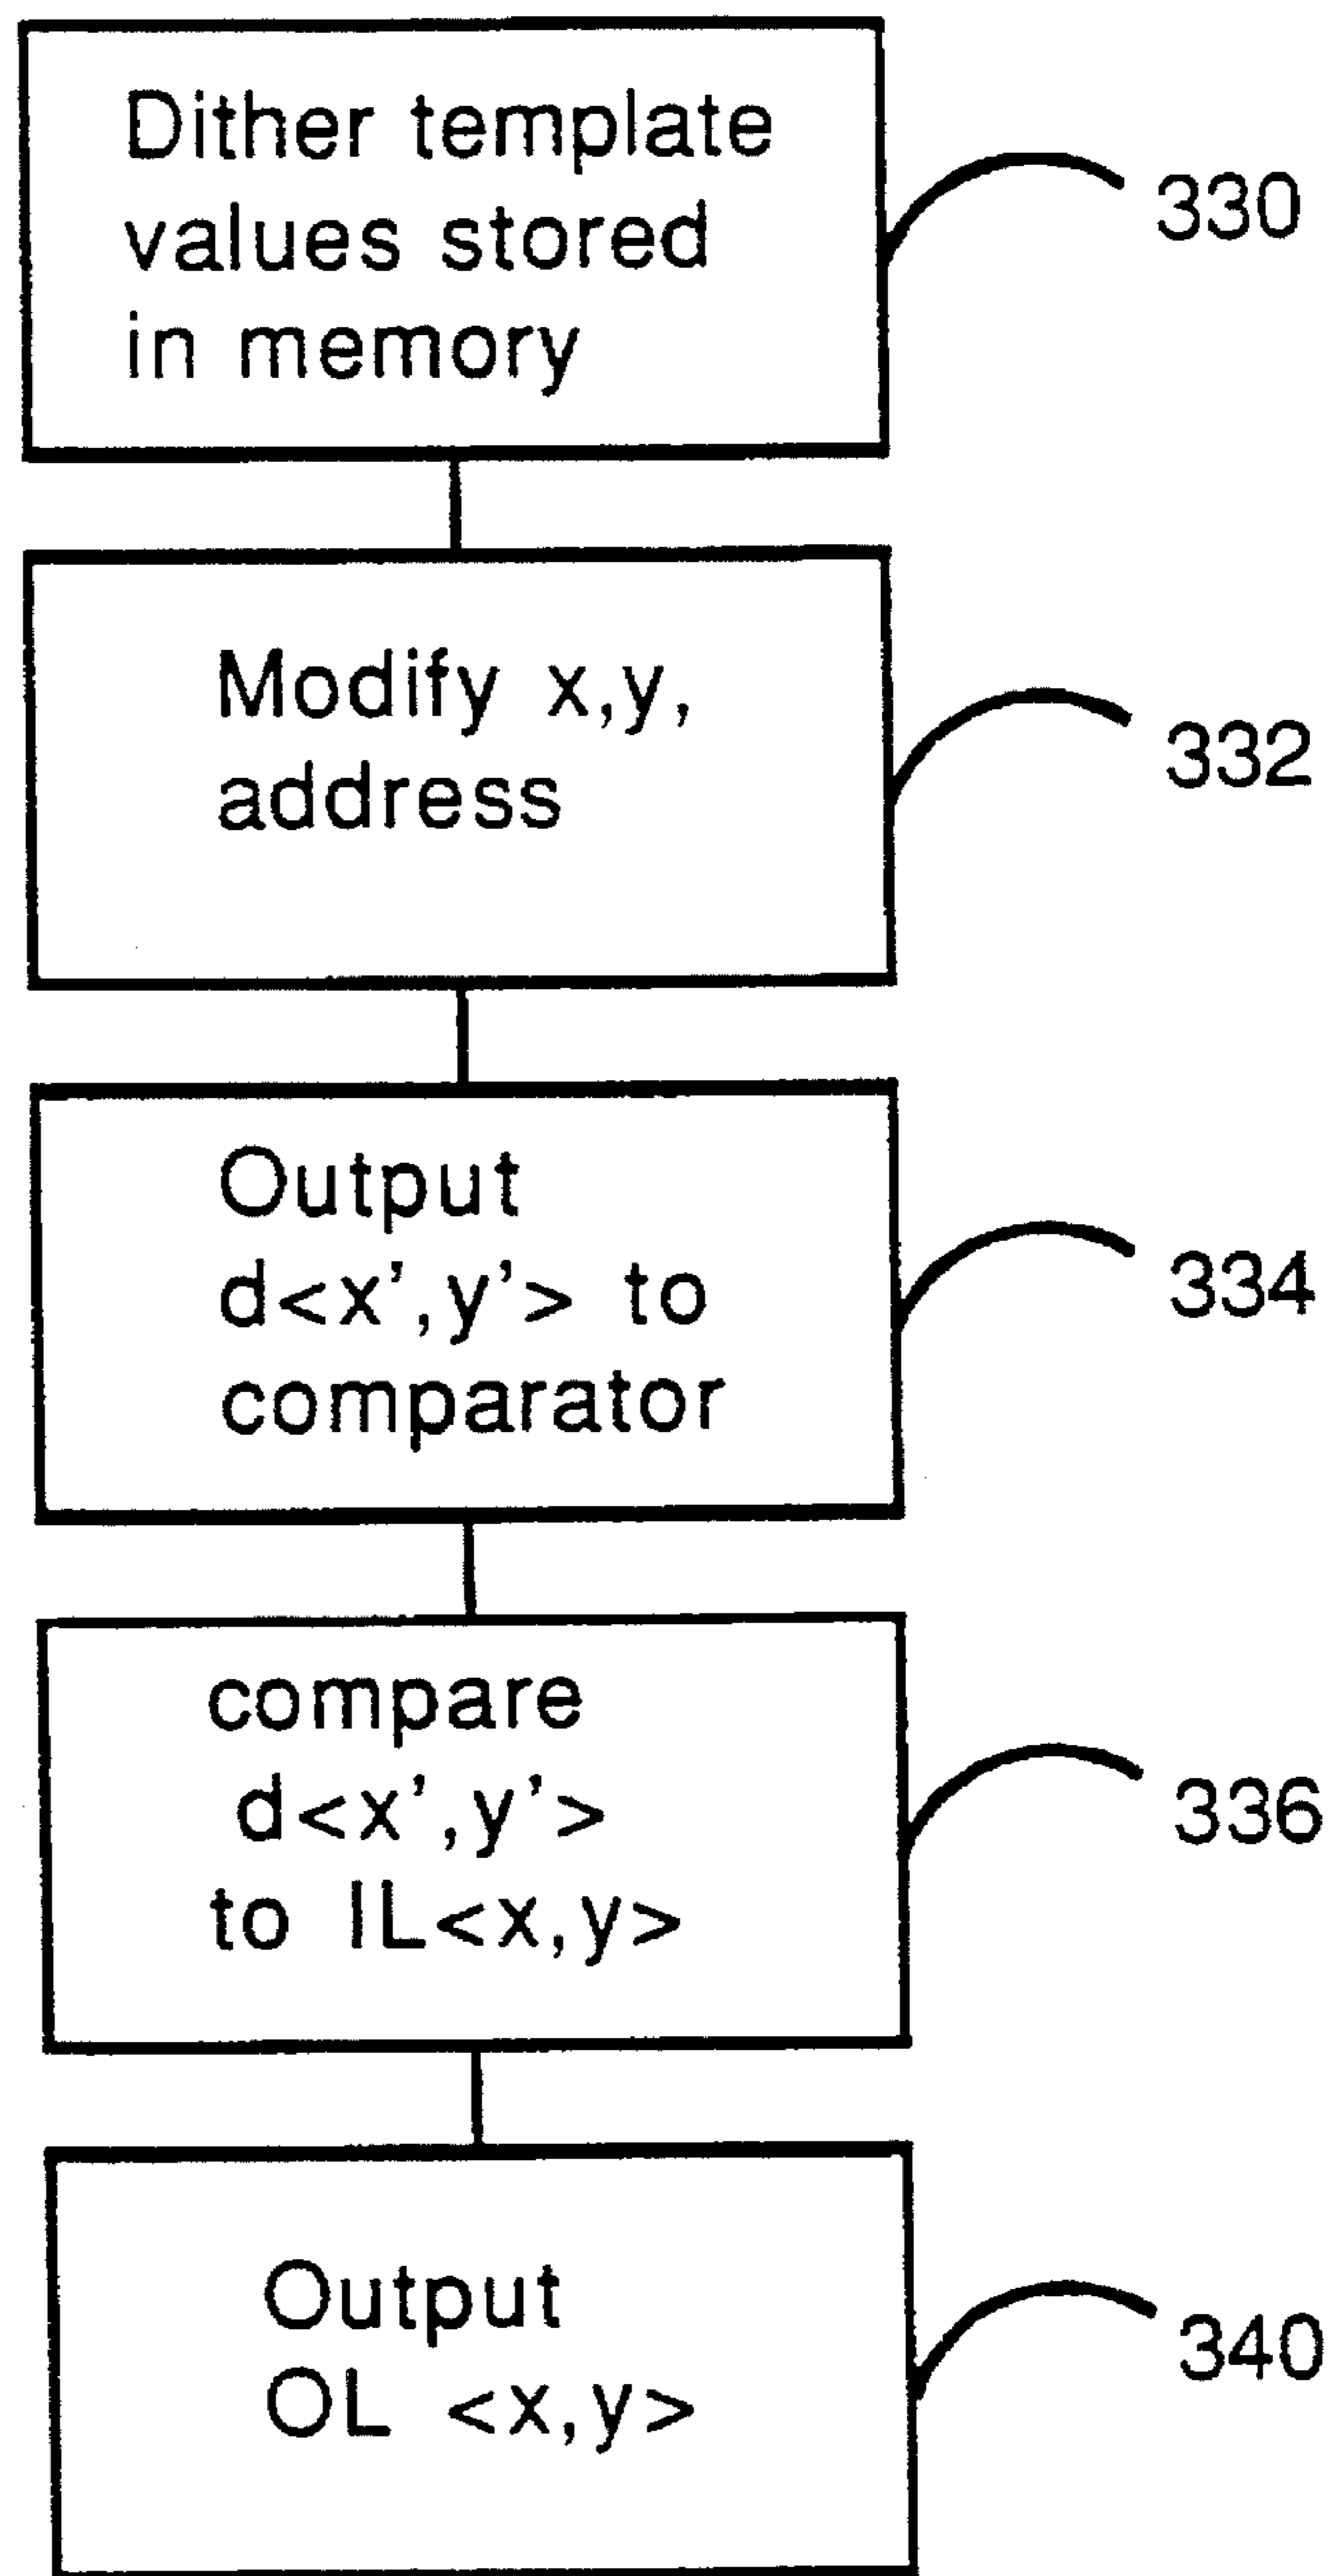 Dither template
values stored
in memory
330
Modify x,y,
address
332
Output
d<x’,y’> to
comparator
334
compare
d<x’,y’>
to IL<x,y>
336
Output
OL <x,y>
340